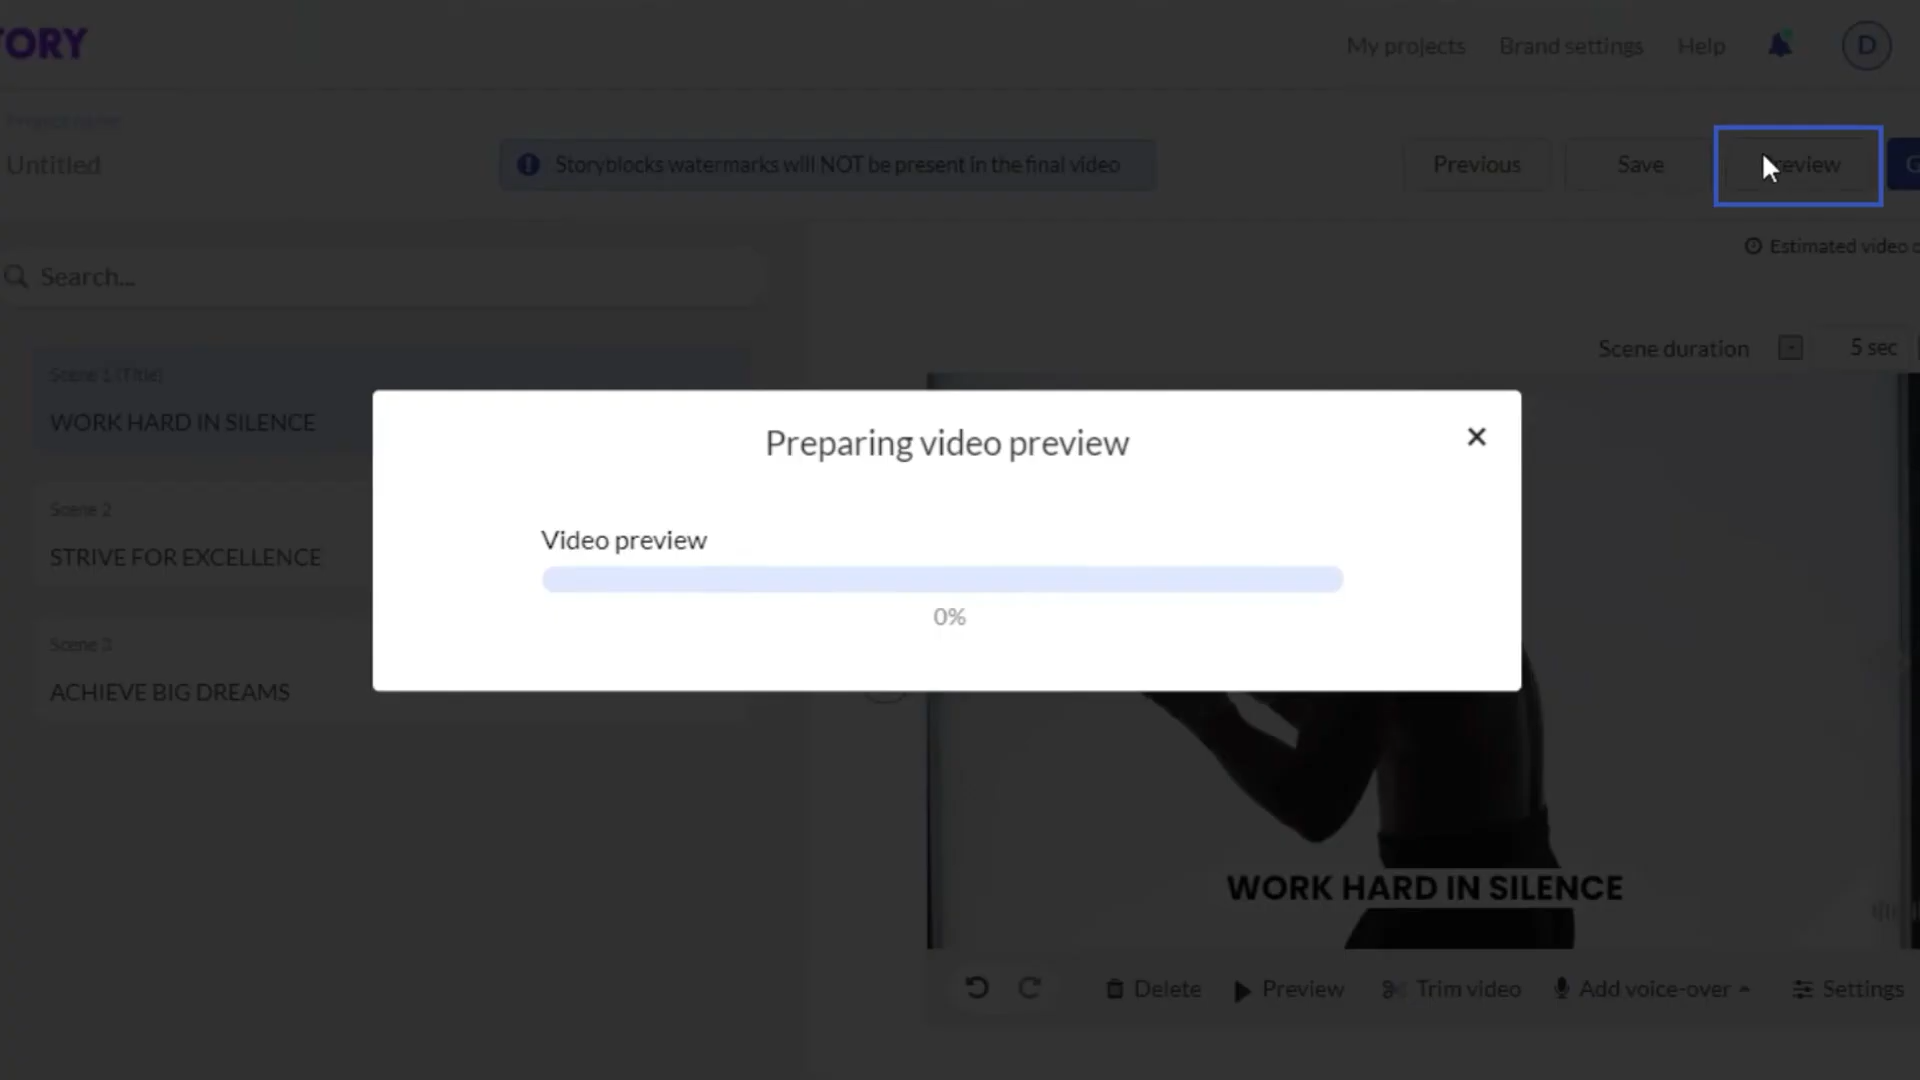 TORY
My projects
Brand settings
Help
D
Project name
Untitled
Storyblocks watermarks will NOT be present in the final video
Previous
Save
eview
G
Search...
Estimated video
Scene duration
5 sec
Scene 1 (Title)
WORK HARD IN SILENCE
Scene 2
STRIVE FOR EXCELLENCE
Scene 3
ACHIEVE BIG DREAMS
Preparing video preview
Video preview
0%
WORK HARD IN SILENCE
Delete
Preview
Trim video
Add voice-over
Settings